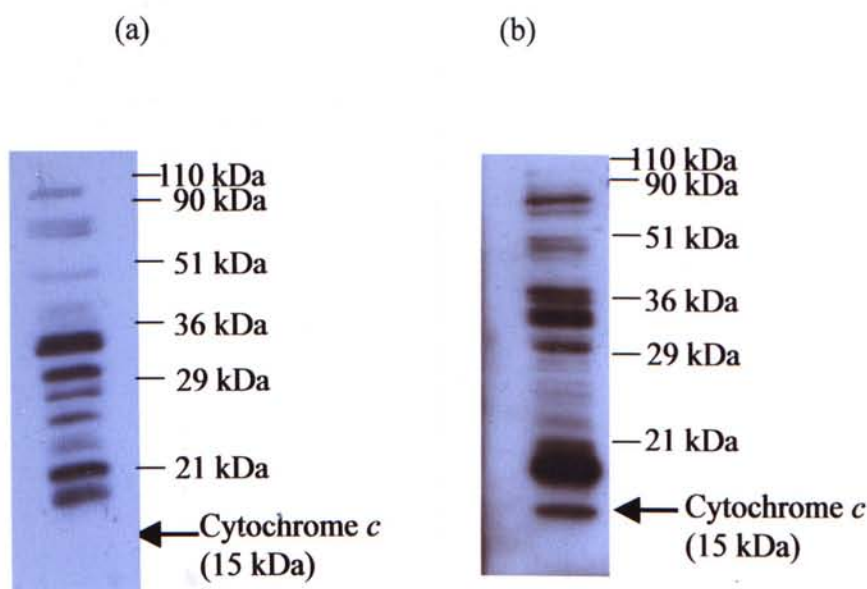 (a)
(b)
110 kDa
90 kDa
51 kDa
36 kDa
29 kDa
21 kDa
Cytochrome c
(15 kDa)
110 kDa
90 kDa
51 kDa
36 kDa
29 kDa
21 kDa
Cytochrome c
(15 kDa)